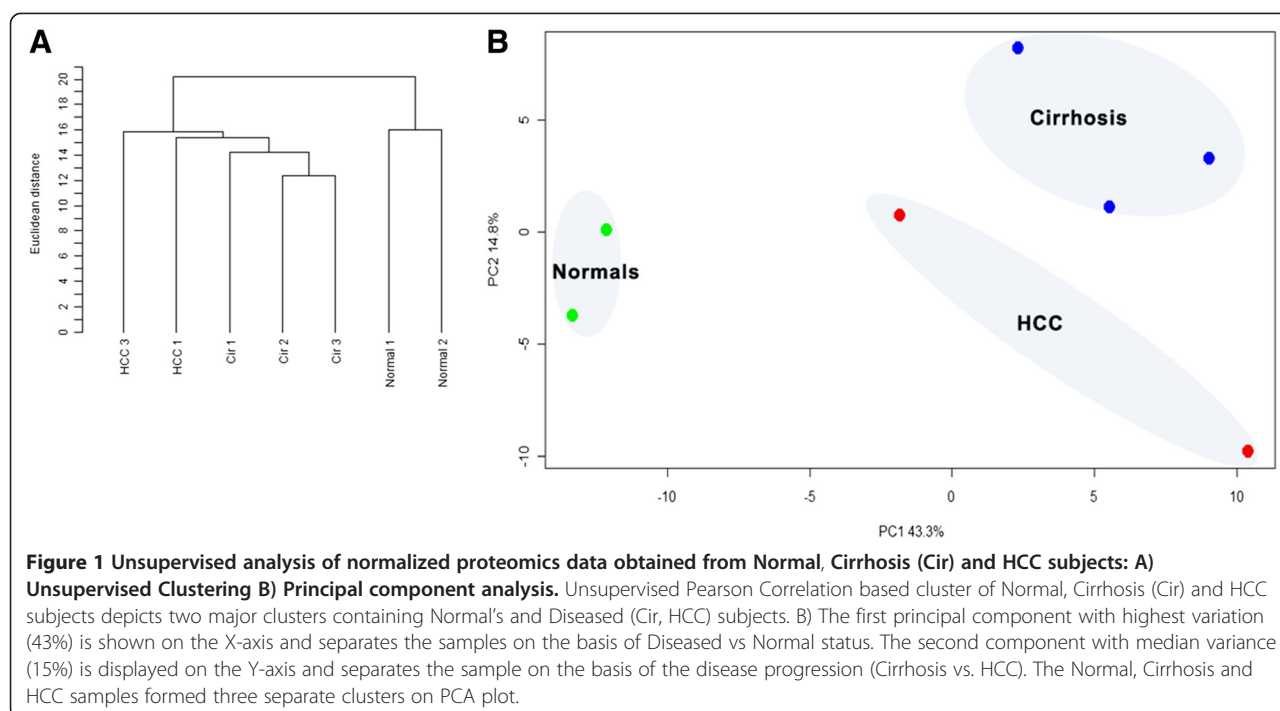 A
20
18
16
14
12
10
8
6
4
2
0
Euclidean distance
HCC 3
HCC 1
Cir 1
Cir 2
Cir 3
Normal 1
Normal 2
B
5
0
-5
-10
PC2 14.8%
Cirrhosis
Normals
HCC
-10
-5
0
5
10
PC1 43.3%
Figure 1 Unsupervised analysis of normalized proteomics data obtained from Normal, Cirrhosis (Cir) and HCC subjects: A)
Unsupervised Clustering B) Principal component analysis. Unsupervised Pearson Correlation based cluster of Normal, Cirrhosis (Cir) and HCC
subjects depicts two major clusters containing Normal's and Diseased (Cir, HCC) subjects. B) The first principal component with highest variation
(43%) is shown on the X-axis and separates the samples on the basis of Diseased vs Normal status. The second component with median variance
(15%) is displayed on the Y-axis and separates the sample on the basis of the disease progression (Cirrhosis vs. HCC). The Normal, Cirrhosis and
HCC samples formed three separate clusters on PCA plot.